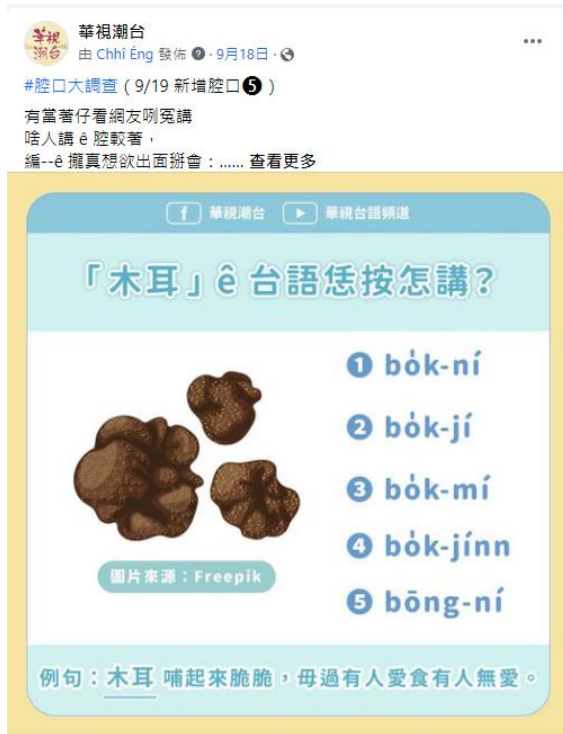 華視潮台
華視潮台
由 Chhî Éng 發佈 · 9月18日 ·
#腔口大調查 ( 9/19 新增腔口❺ )
有當著仔看網友咧冤講
啥人講 ê 腔較著，
編--ê 攏真想欲出面掰會：...... 查看更多
華視潮台 華視台語頻道
「木耳」ê 台語恁按怎講？
❶ bo̍k-ní
❷ bo̍k-jí
❸ bo̍k-mí
❹ bo̍k-jínn
❺ bōng-ní
圖片來源：Freepik
例句：木耳 哺起來脆脆，毋過有人愛食有人無愛。